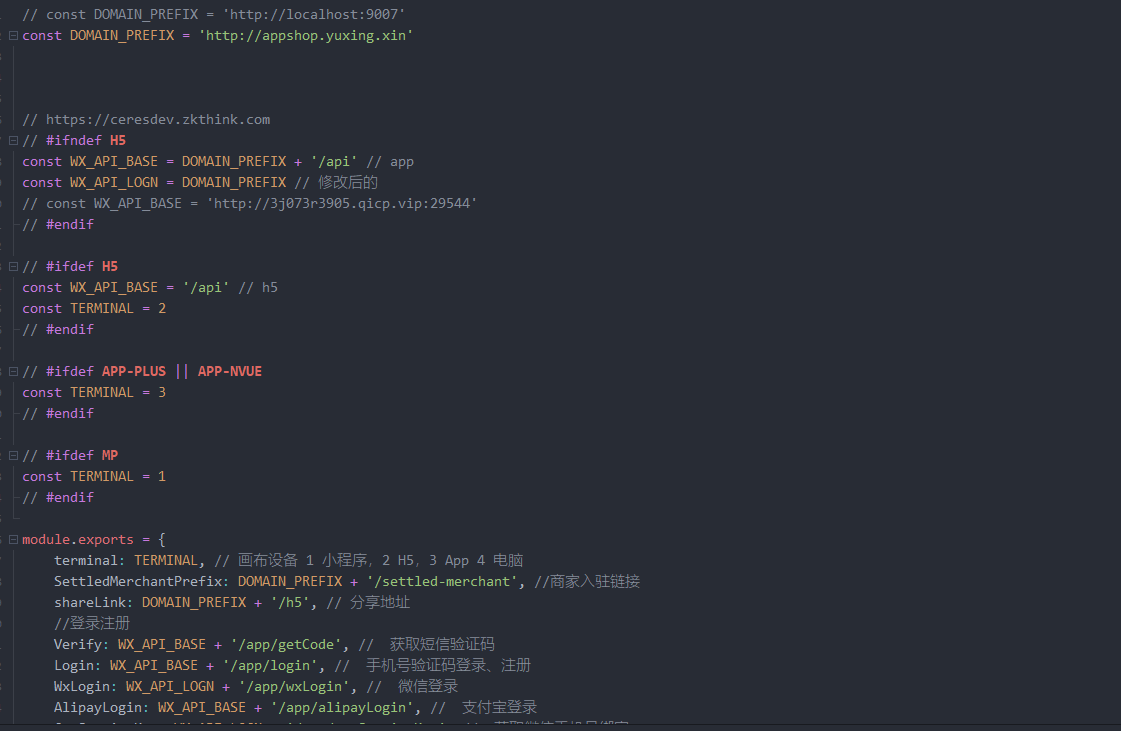 // const DOMAIN_PREFIX = 'http://localhost:9007'
const DOMAIN_PREFIX = 'http://appshop.yuxing.xin'
// https://ceresdev.zkthink.com
// #ifndef H5
const WX_API_BASE = DOMAIN_PREFIX + '/api' // app
const WX_API_LOGN = DOMAIN_PREFIX // 修改后的
// const WX_API_BASE = 'http://3j073r3905.qicp.vip:29544'
// #endif
// #ifdef H5
const WX_API_BASE = '/api' // h5
const TERMINAL = 2
// #endif
// #ifdef APP-PLUS || APP-NVUE
const TERMINAL = 3
// #endif
// #ifdef MP
const TERMINAL = 1
// #endif
module.exports = {
terminal: TERMINAL, // 画布设备 1 小程序，2 H5，3 App 4 电脑
SettledMerchantPrefix: DOMAIN_PREFIX + '/settled-merchant', //商家入驻链接
shareLink: DOMAIN_PREFIX + '/h5', // 分享地址
//登录注册
Verify: WX_API_BASE + '/app/getCode', // 获取短信验证码
Login: WX_API_BASE + '/app/login', // 手机号验证码登录、注册
WxLogin: WX_API_LOGN + '/app/wxLogin', // 微信登录
AlipayLogin: WX_API_BASE + '/app/alipayLogin', // 支付宝登录